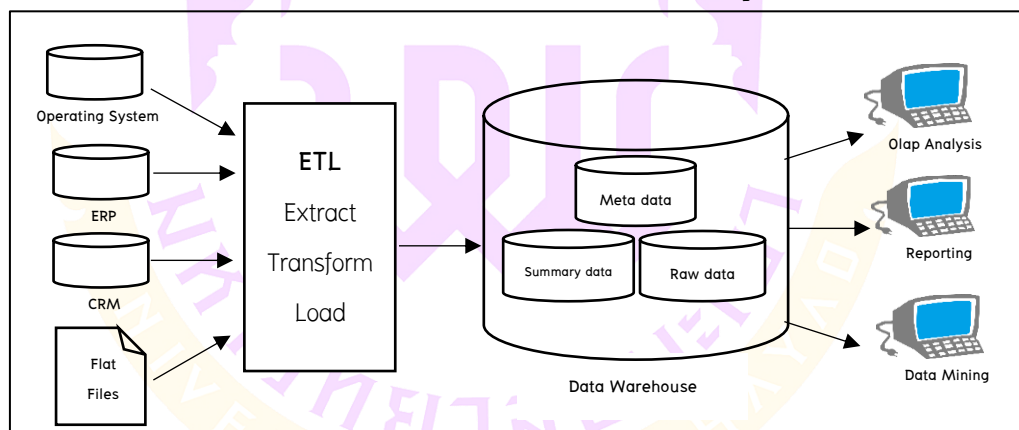 Operating System
ERP
CRM
Flat
Files
ETL
Extract
Transform
Load
Meta data
Summary data
Raw data
Data Warehouse
Olap Analysis
Reporting
Data Mining